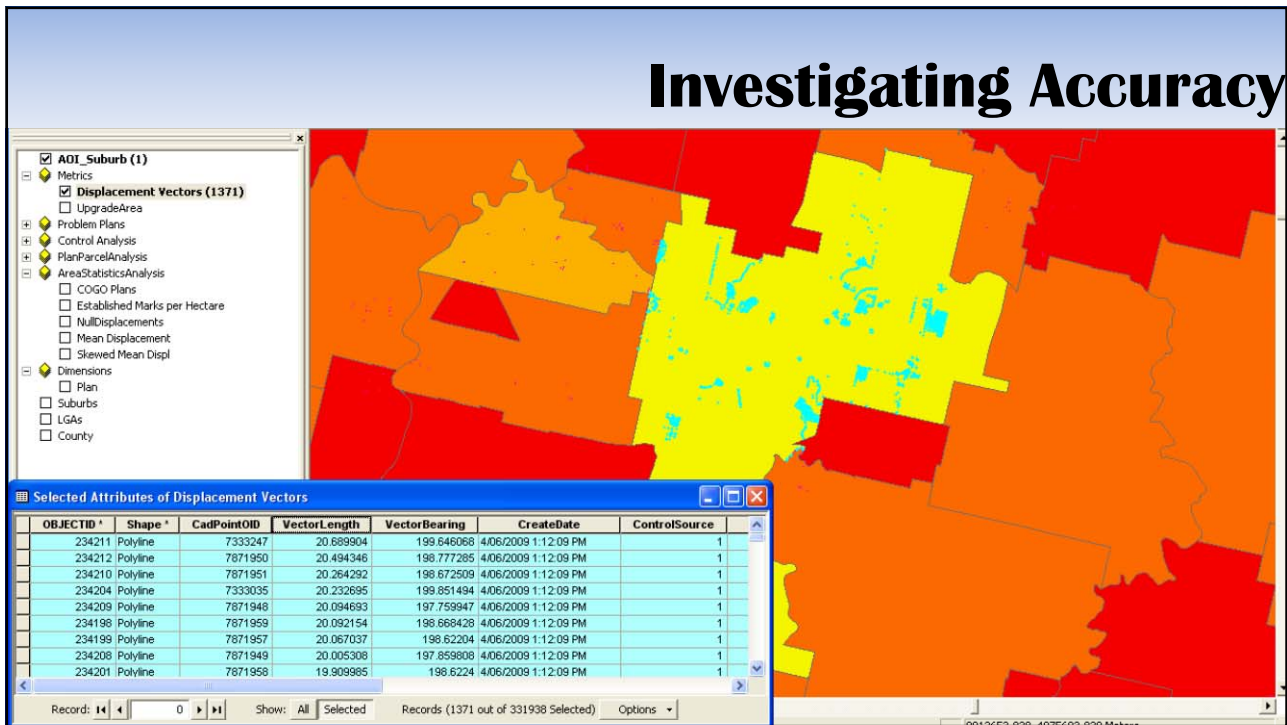 Investigating Accuracy
AOI_Suburb (1)
Metrics
Displacement Vectors (1371)
UpgradeArea
Problem Plans
Control Analysis
PlanParcelAnalysis
AreaStatisticsAnalysis
COGO Plans
Established Marks per Hectare
NullDisplacements
Mean Displacement
Skewed Mean Displ
Dimensions
Plan
Suburbs
LGAs
County
Selected Attributes of Displacement Vectors
OBJECTID * Shape * CadPointOID VectorLength VectorBearing CreateDate ControlSource
234211 Polyline 7333247 20.689904 199.646068 4/06/2009 1:12:09 PM 1
234212 Polyline 7871950 20.494346 198.777285 4/06/2009 1:12:09 PM 1
234210 Polyline 7871951 20.264292 198.672509 4/06/2009 1:12:09 PM 1
234204 Polyline 7333035 20.232695 199.851494 4/06/2009 1:12:09 PM 1
234209 Polyline 7871948 20.094693 197.759947 4/06/2009 1:12:09 PM 1
234198 Polyline 7871959 20.092154 198.668428 4/06/2009 1:12:09 PM 1
234199 Polyline 7871957 20.067037 198.62204 4/06/2009 1:12:09 PM 1
234208 Polyline 7871949 20.005308 197.859808 4/06/2009 1:12:09 PM 1
234201 Polyline 7871958 19.909985 198.6224 4/06/2009 1:12:09 PM 1
Record: 0 Show: All Selected Records (1371 out of 331938 Selected) Options
Meters